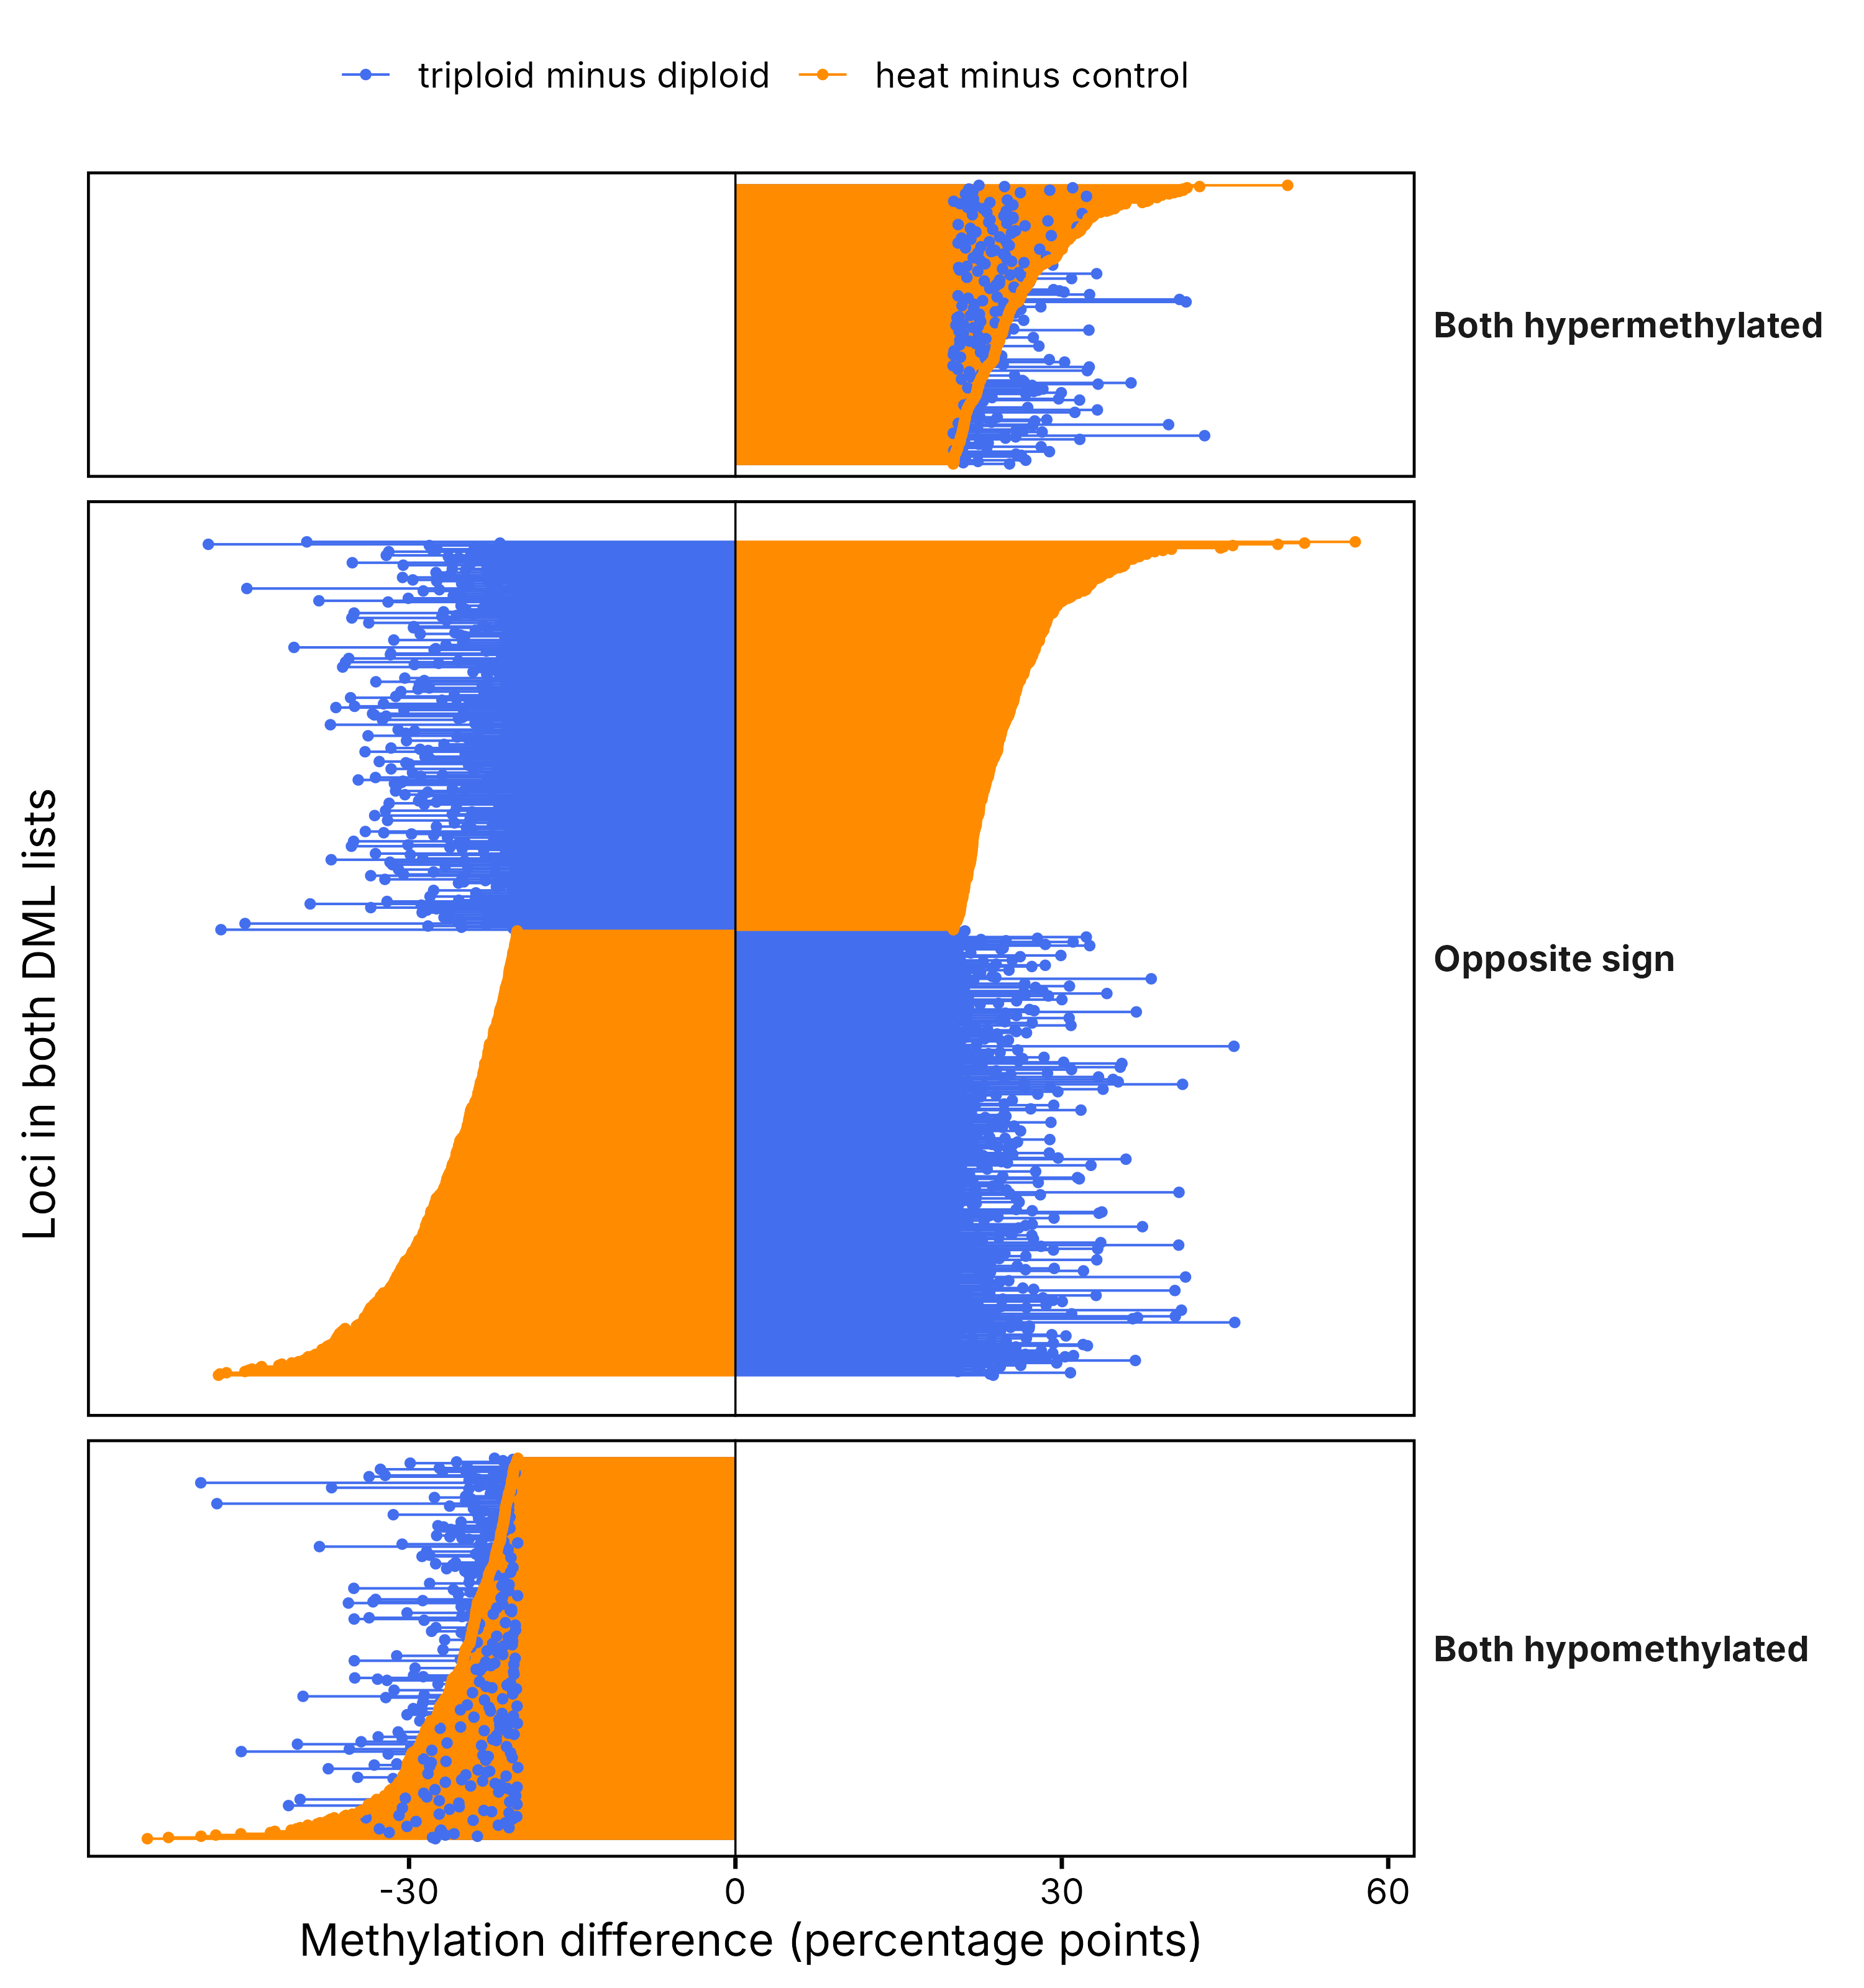 triploid minus diploid heat minus control
Both hypermethylated
Loci in both DML lists
Opposite sign
Both hypomethylated
-30 0 30 60
Methylation difference (percentage points)